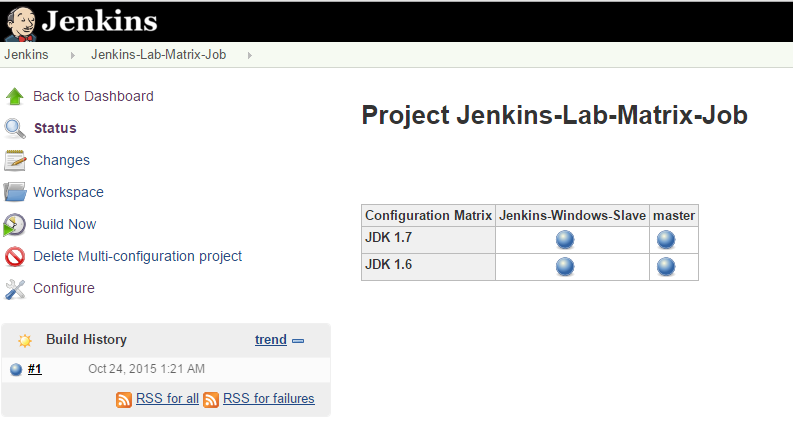 Jenkins
Jenkins Jenkins-Lab-Matrix-Job
Back to Dashboard
Status
Changes
Workspace
Build Now
Delete Multi-configuration project
Configure
Build History trend
#1 Oct 24, 2015 1:21 AM
RSS for all RSS for failures
Project Jenkins-Lab-Matrix-Job
Configuration Matrix Jenkins-Windows-Slave master
JDK 1.7
JDK 1.6